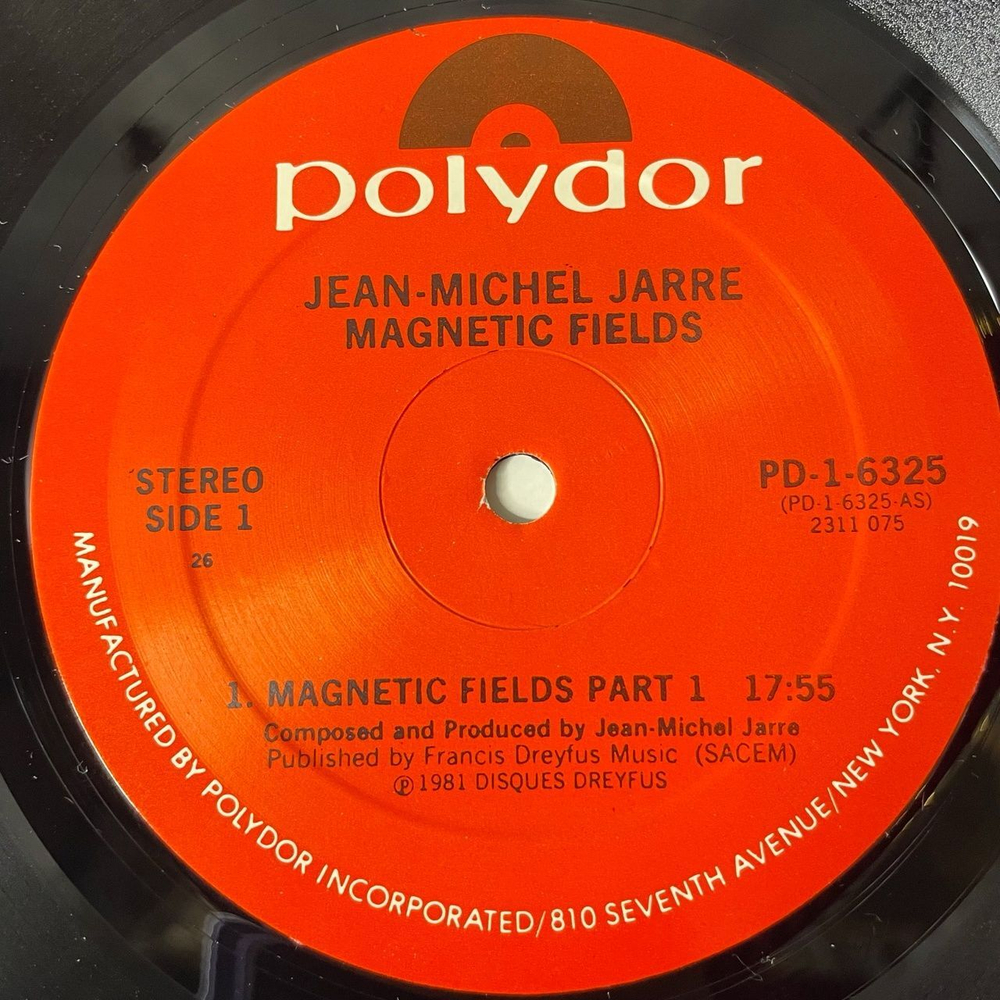 polydor
JEAN-MICHEL JARRE
MAGNETIC FIELDS
STEREO
SIDE 1
26
PD-1-6325
(PD-1-6325-AS)
2311 075
1. MAGNETIC FIELDS PART 1 17:55
Composed and Produced by Jean-Michel Jarre
Published by Francis Dreyfus Music (SACEM)
℗ 1981 DISQUES DREYFUS
MANUFACTURED BY POLYDOR INCORPORATED/810 SEVENTH AVENUE/NEW YORK, N.Y. 10019